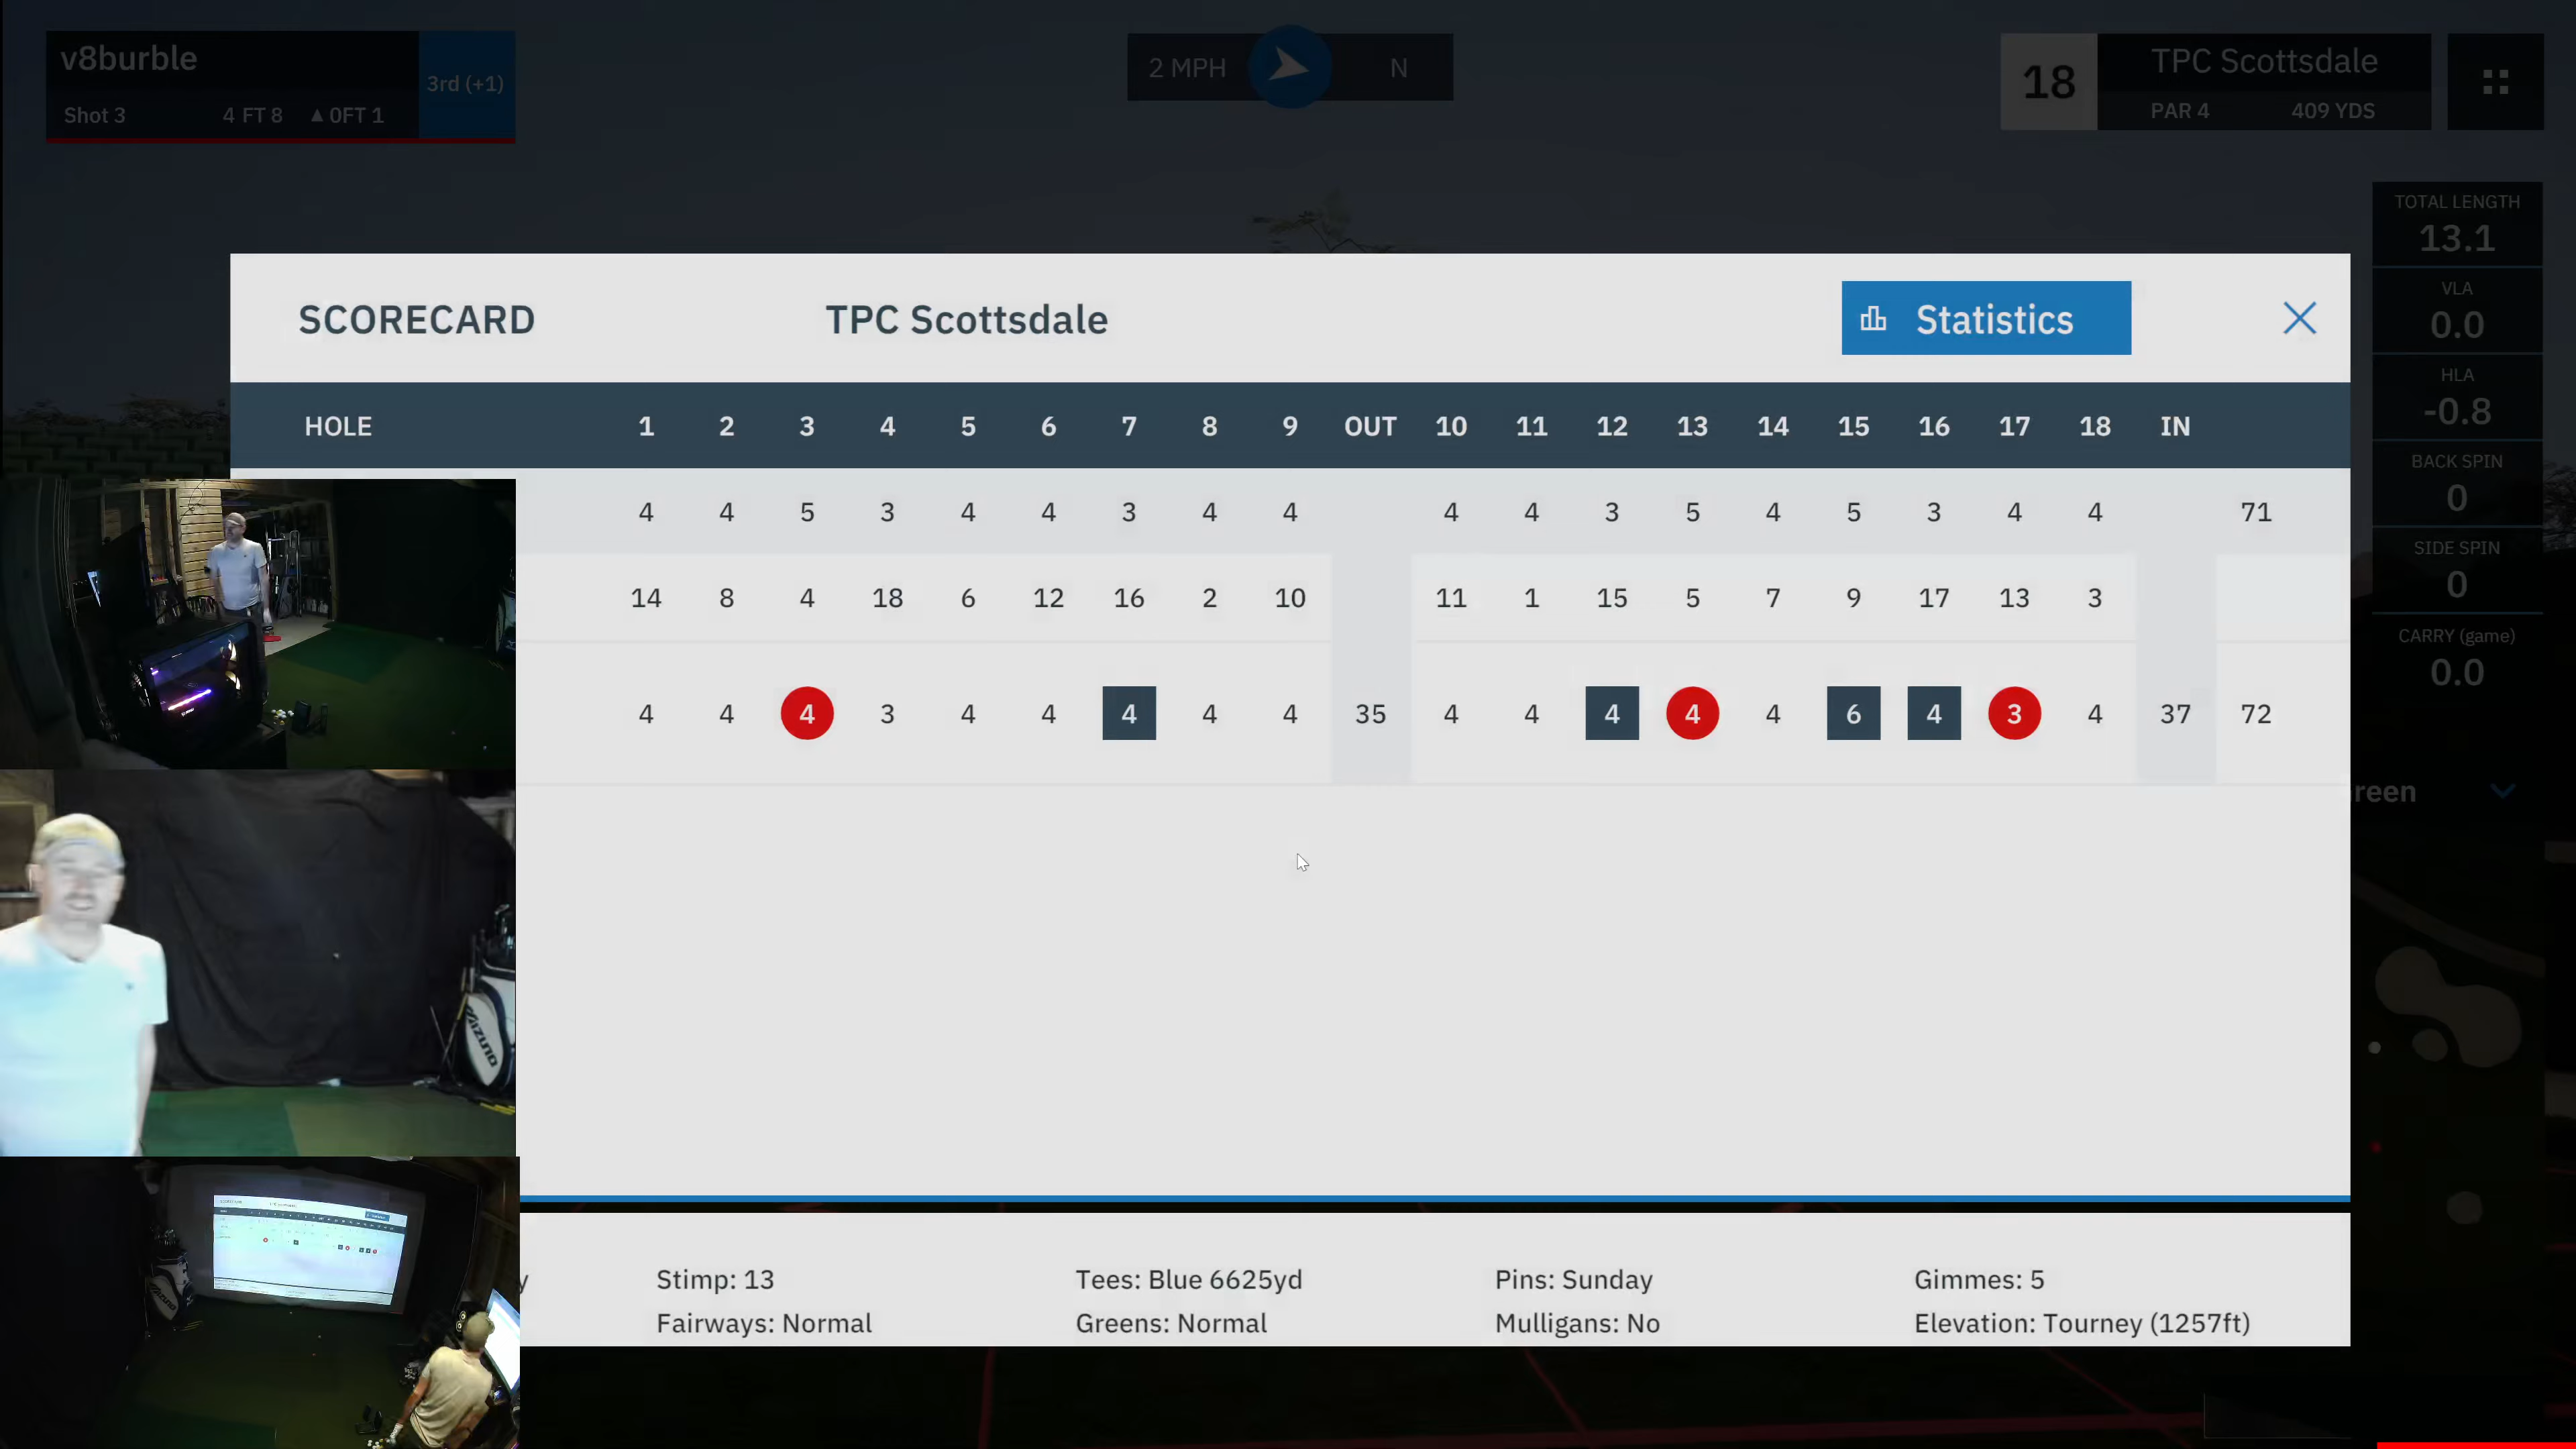 v8burble
Shot 3 4 FT 8 ▲ 0FT 1
3rd (+1)
2 MPH N
18
TPC Scottsdale
PAR 4 409 YDS
TOTAL LENGTH
13.1
VLA
0.0
HLA
-0.8
BACK SPIN
0
SIDE SPIN
0
CARRY (game)
0.0
reen
SCORECARD TPC Scottsdale Statistics
HOLE 1 2 3 4 5 6 7 8 9 OUT 10 11 12 13 14 15 16 17 18 IN
4 4 5 3 4 4 3 4 4 4 4 3 5 4 5 3 4 4 71
14 8 4 18 6 12 16 2 10 11 1 15 5 7 9 17 13 3
4 4 4 3 4 4 4 4 4 35 4 4 4 4 4 6 4 3 4 37 72
MIZUNO
y Stimp: 13 Tees: Blue 6625yd Pins: Sunday Gimmes: 5
Fairways: Normal Greens: Normal Mulligans: No Elevation: Tourney (1257ft)